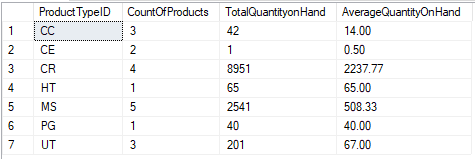 ProductTypeID CountOfProducts TotalQuantityonHand AverageQuantityOnHand
1 CC 3 42 14.00
2 CE 2 1 0.50
3 CR 4 8951 2237.77
4 HT 1 65 65.00
5 MS 5 2541 508.33
6 PG 1 40 40.00
7 UT 3 201 67.00